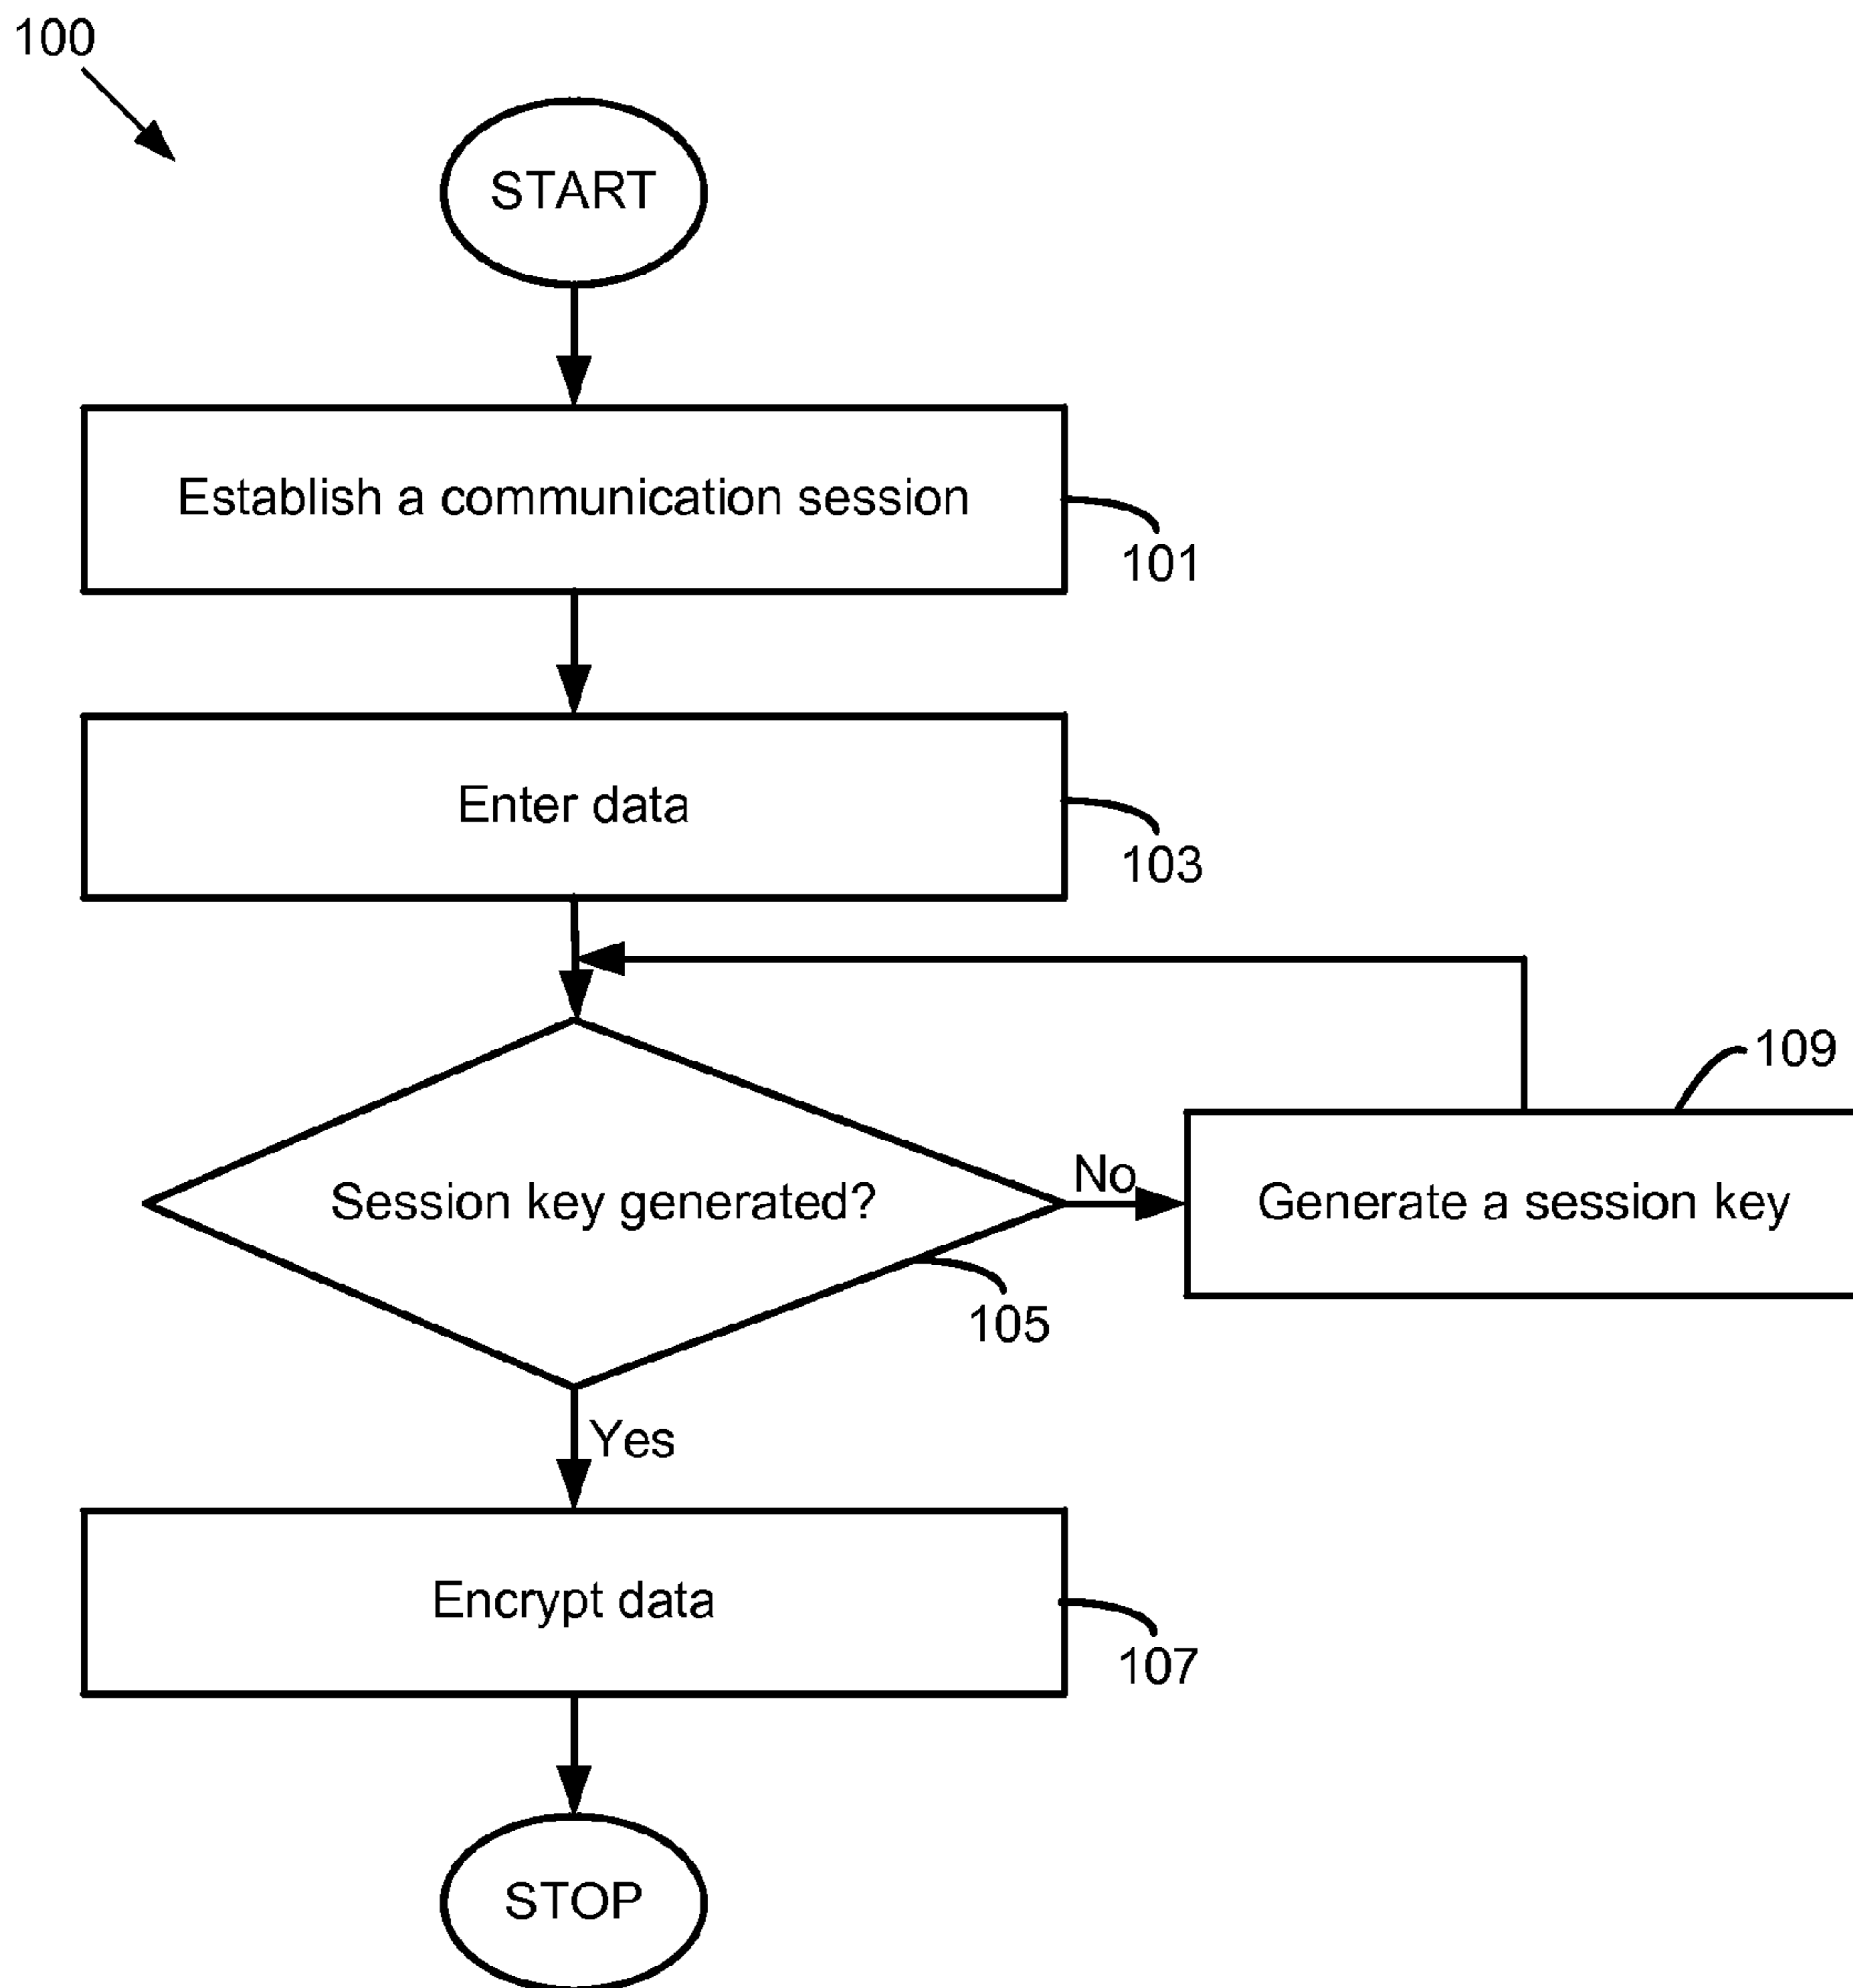 100
START
Establish a communication session
101
Enter data
103
109
Session key generated?
No
Generate a session key
105
Yes
Encrypt data
107
STOP